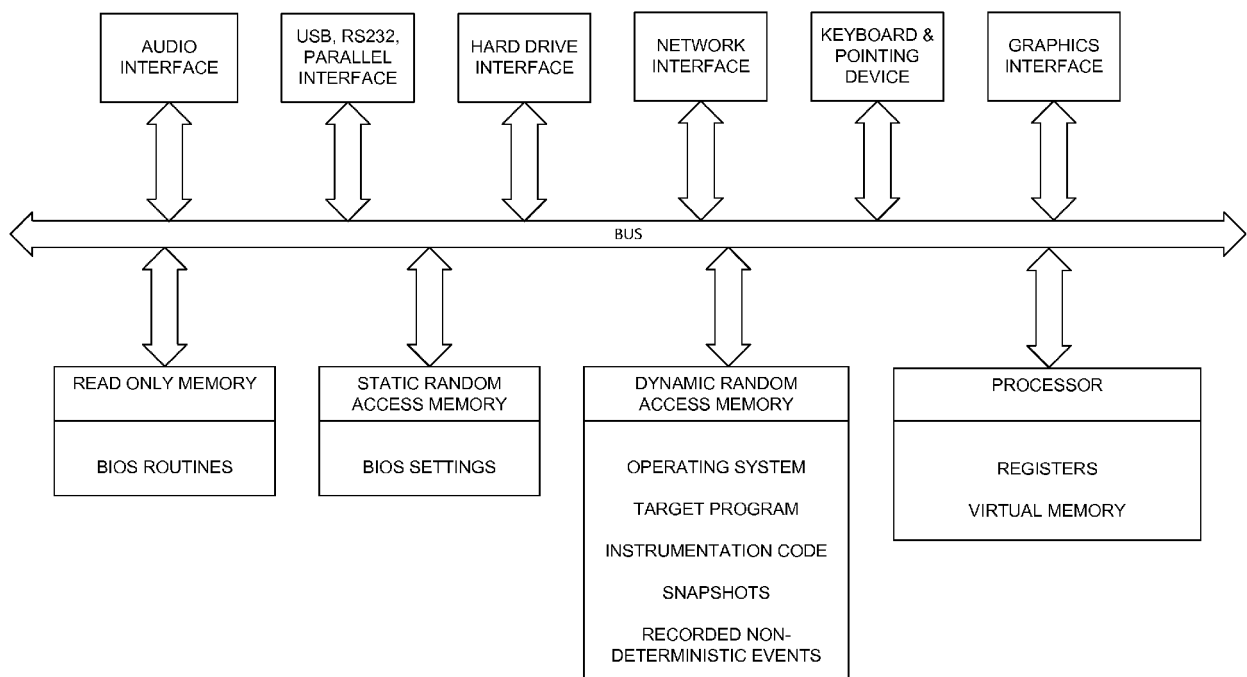 AUDIO
INTERFACE
USB, RS232,
PARALLEL
INTERFACE
HARD DRIVE
INTERFACE
NETWORK
INTERFACE
KEYBOARD &
POINTING
DEVICE
GRAPHICS
INTERFACE
BUS
READ ONLY MEMORY
BIOS ROUTINES
STATIC RANDOM
ACCESS MEMORY
BIOS SETTINGS
DYNAMIC RANDOM
ACCESS MEMORY
OPERATING SYSTEM
TARGET PROGRAM
INSTRUMENTATION CODE
SNAPSHOTS
RECORDED NON-
DETERMINISTIC EVENTS
PROCESSOR
REGISTERS
VIRTUAL MEMORY